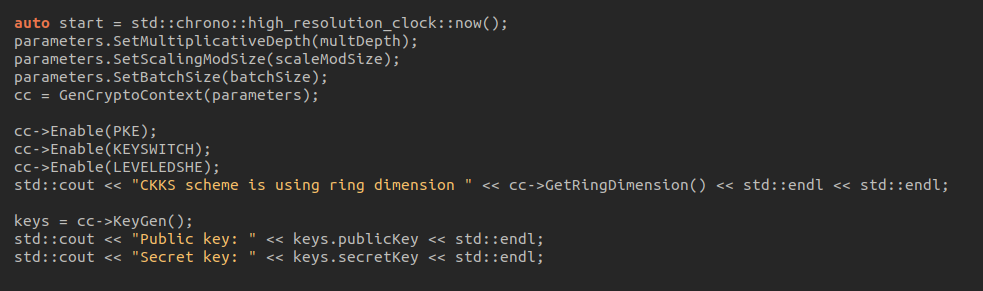 auto start = std::chrono::high_resolution_clock::now();
parameters.SetMultiplicativeDepth(multDepth);
parameters.SetScalingModSize(scaleModSize);
parameters.SetBatchSize(batchSize);
cc = GenCryptoContext(parameters);

cc->Enable(PKE);
cc->Enable(KEYSWITCH);
cc->Enable(LEVELEDSHE);
std::cout << "CKKS scheme is using ring dimension " << cc->GetRingDimension() << std::endl << std::endl;

keys = cc->KeyGen();
std::cout << "Public key: " << keys.publicKey << std::endl;
std::cout << "Secret key: " << keys.secretKey << std::endl;